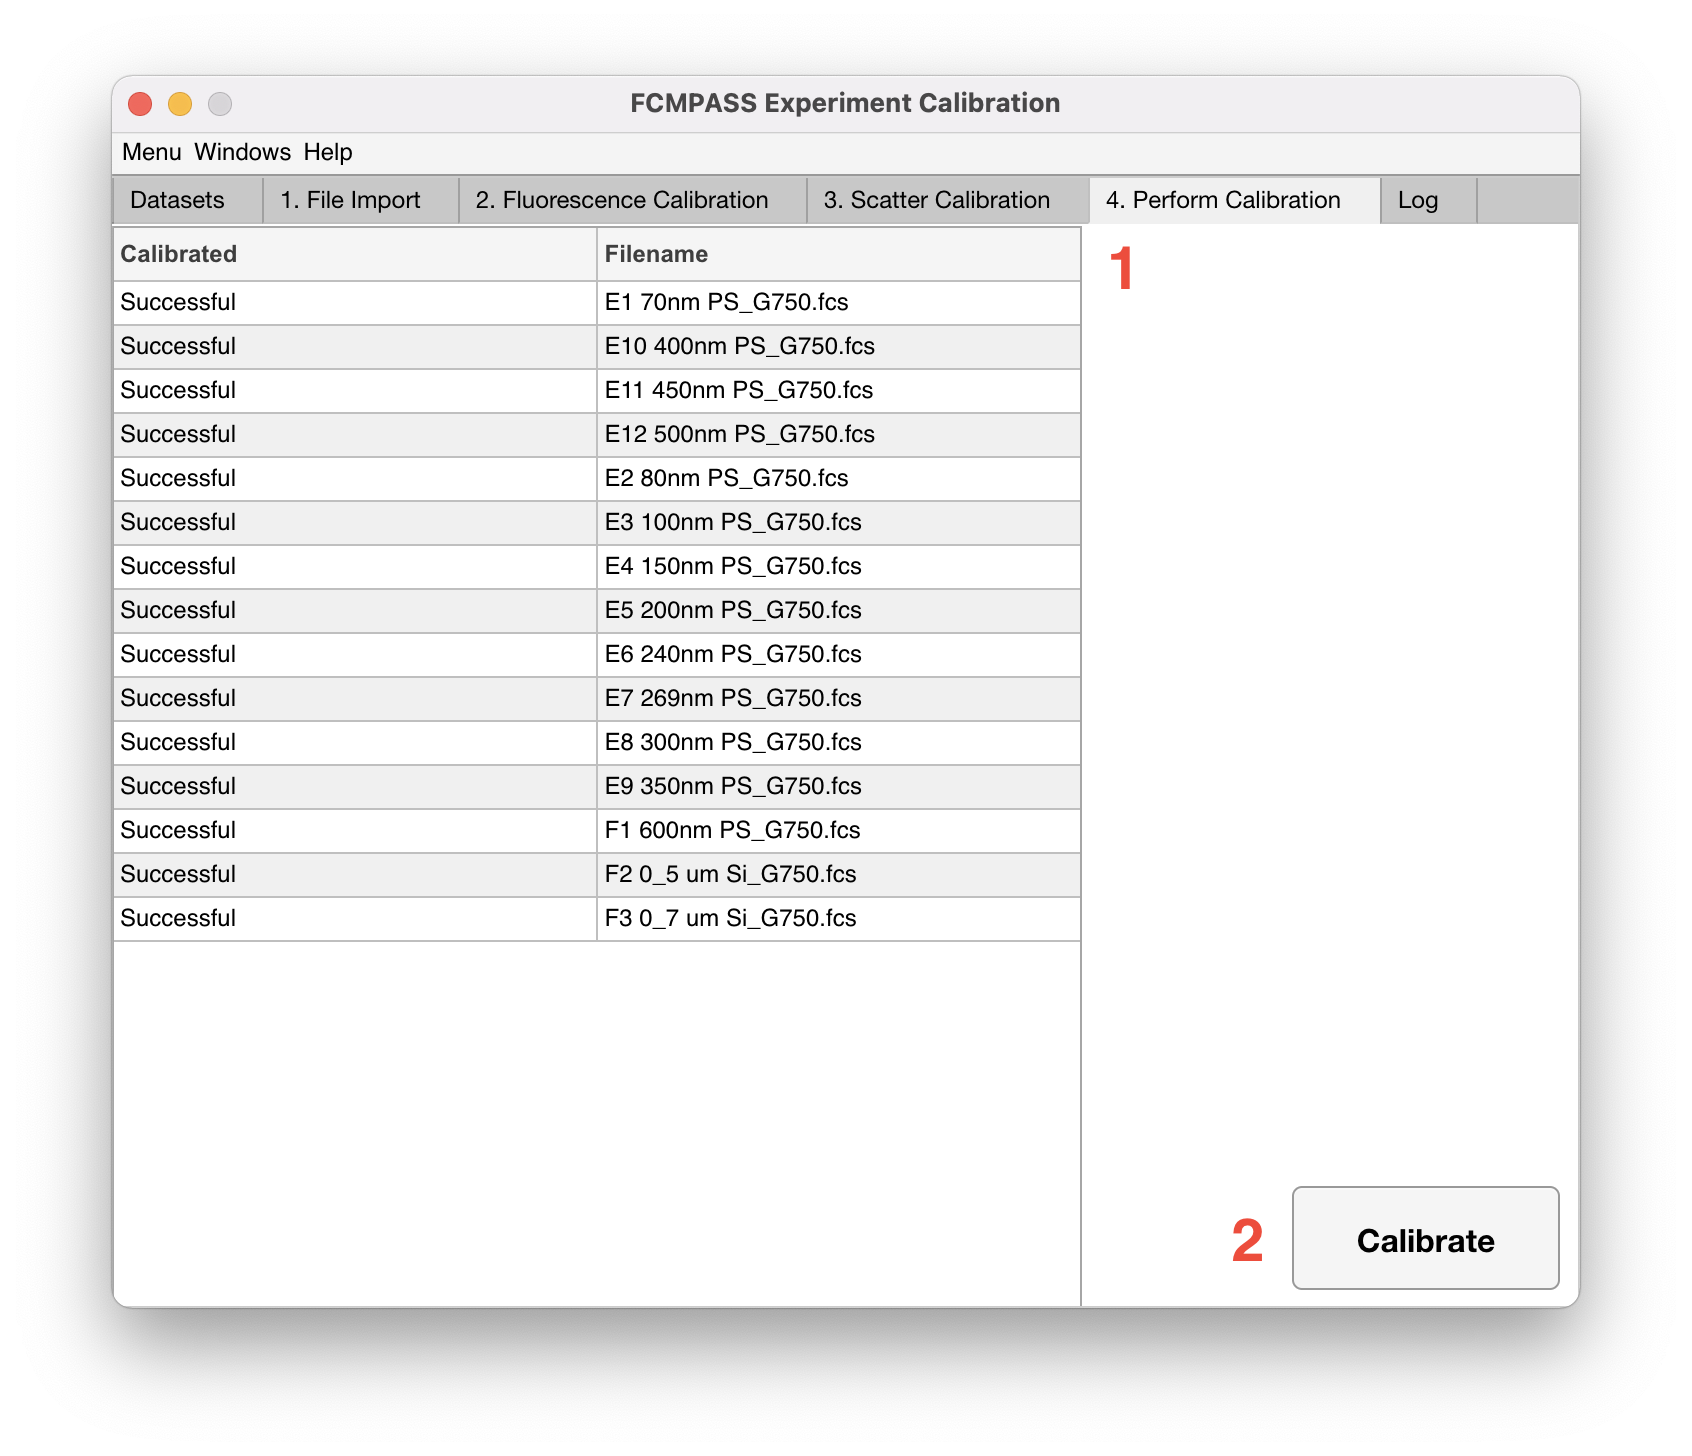 FCMPASS Experiment Calibration
Menu Windows Help
Datasets 1. File Import 2. Fluorescence Calibration 3. Scatter Calibration 4. Perform Calibration Log
Calibrated Filename 1
Successful E1 70nm PS_G750.fcs
Successful E10 400nm PS_G750.fcs
Successful E11 450nm PS_G750.fcs
Successful E12 500nm PS_G750.fcs
Successful E2 80nm PS_G750.fcs
Successful E3 100nm PS_G750.fcs
Successful E4 150nm PS_G750.fcs
Successful E5 200nm PS_G750.fcs
Successful E6 240nm PS_G750.fcs
Successful E7 269nm PS_G750.fcs
Successful E8 300nm PS_G750.fcs
Successful E9 350nm PS_G750.fcs
Successful F1 600nm PS_G750.fcs
Successful F2 0_5 um Si_G750.fcs
Successful F3 0_7 um Si_G750.fcs
2 Calibrate